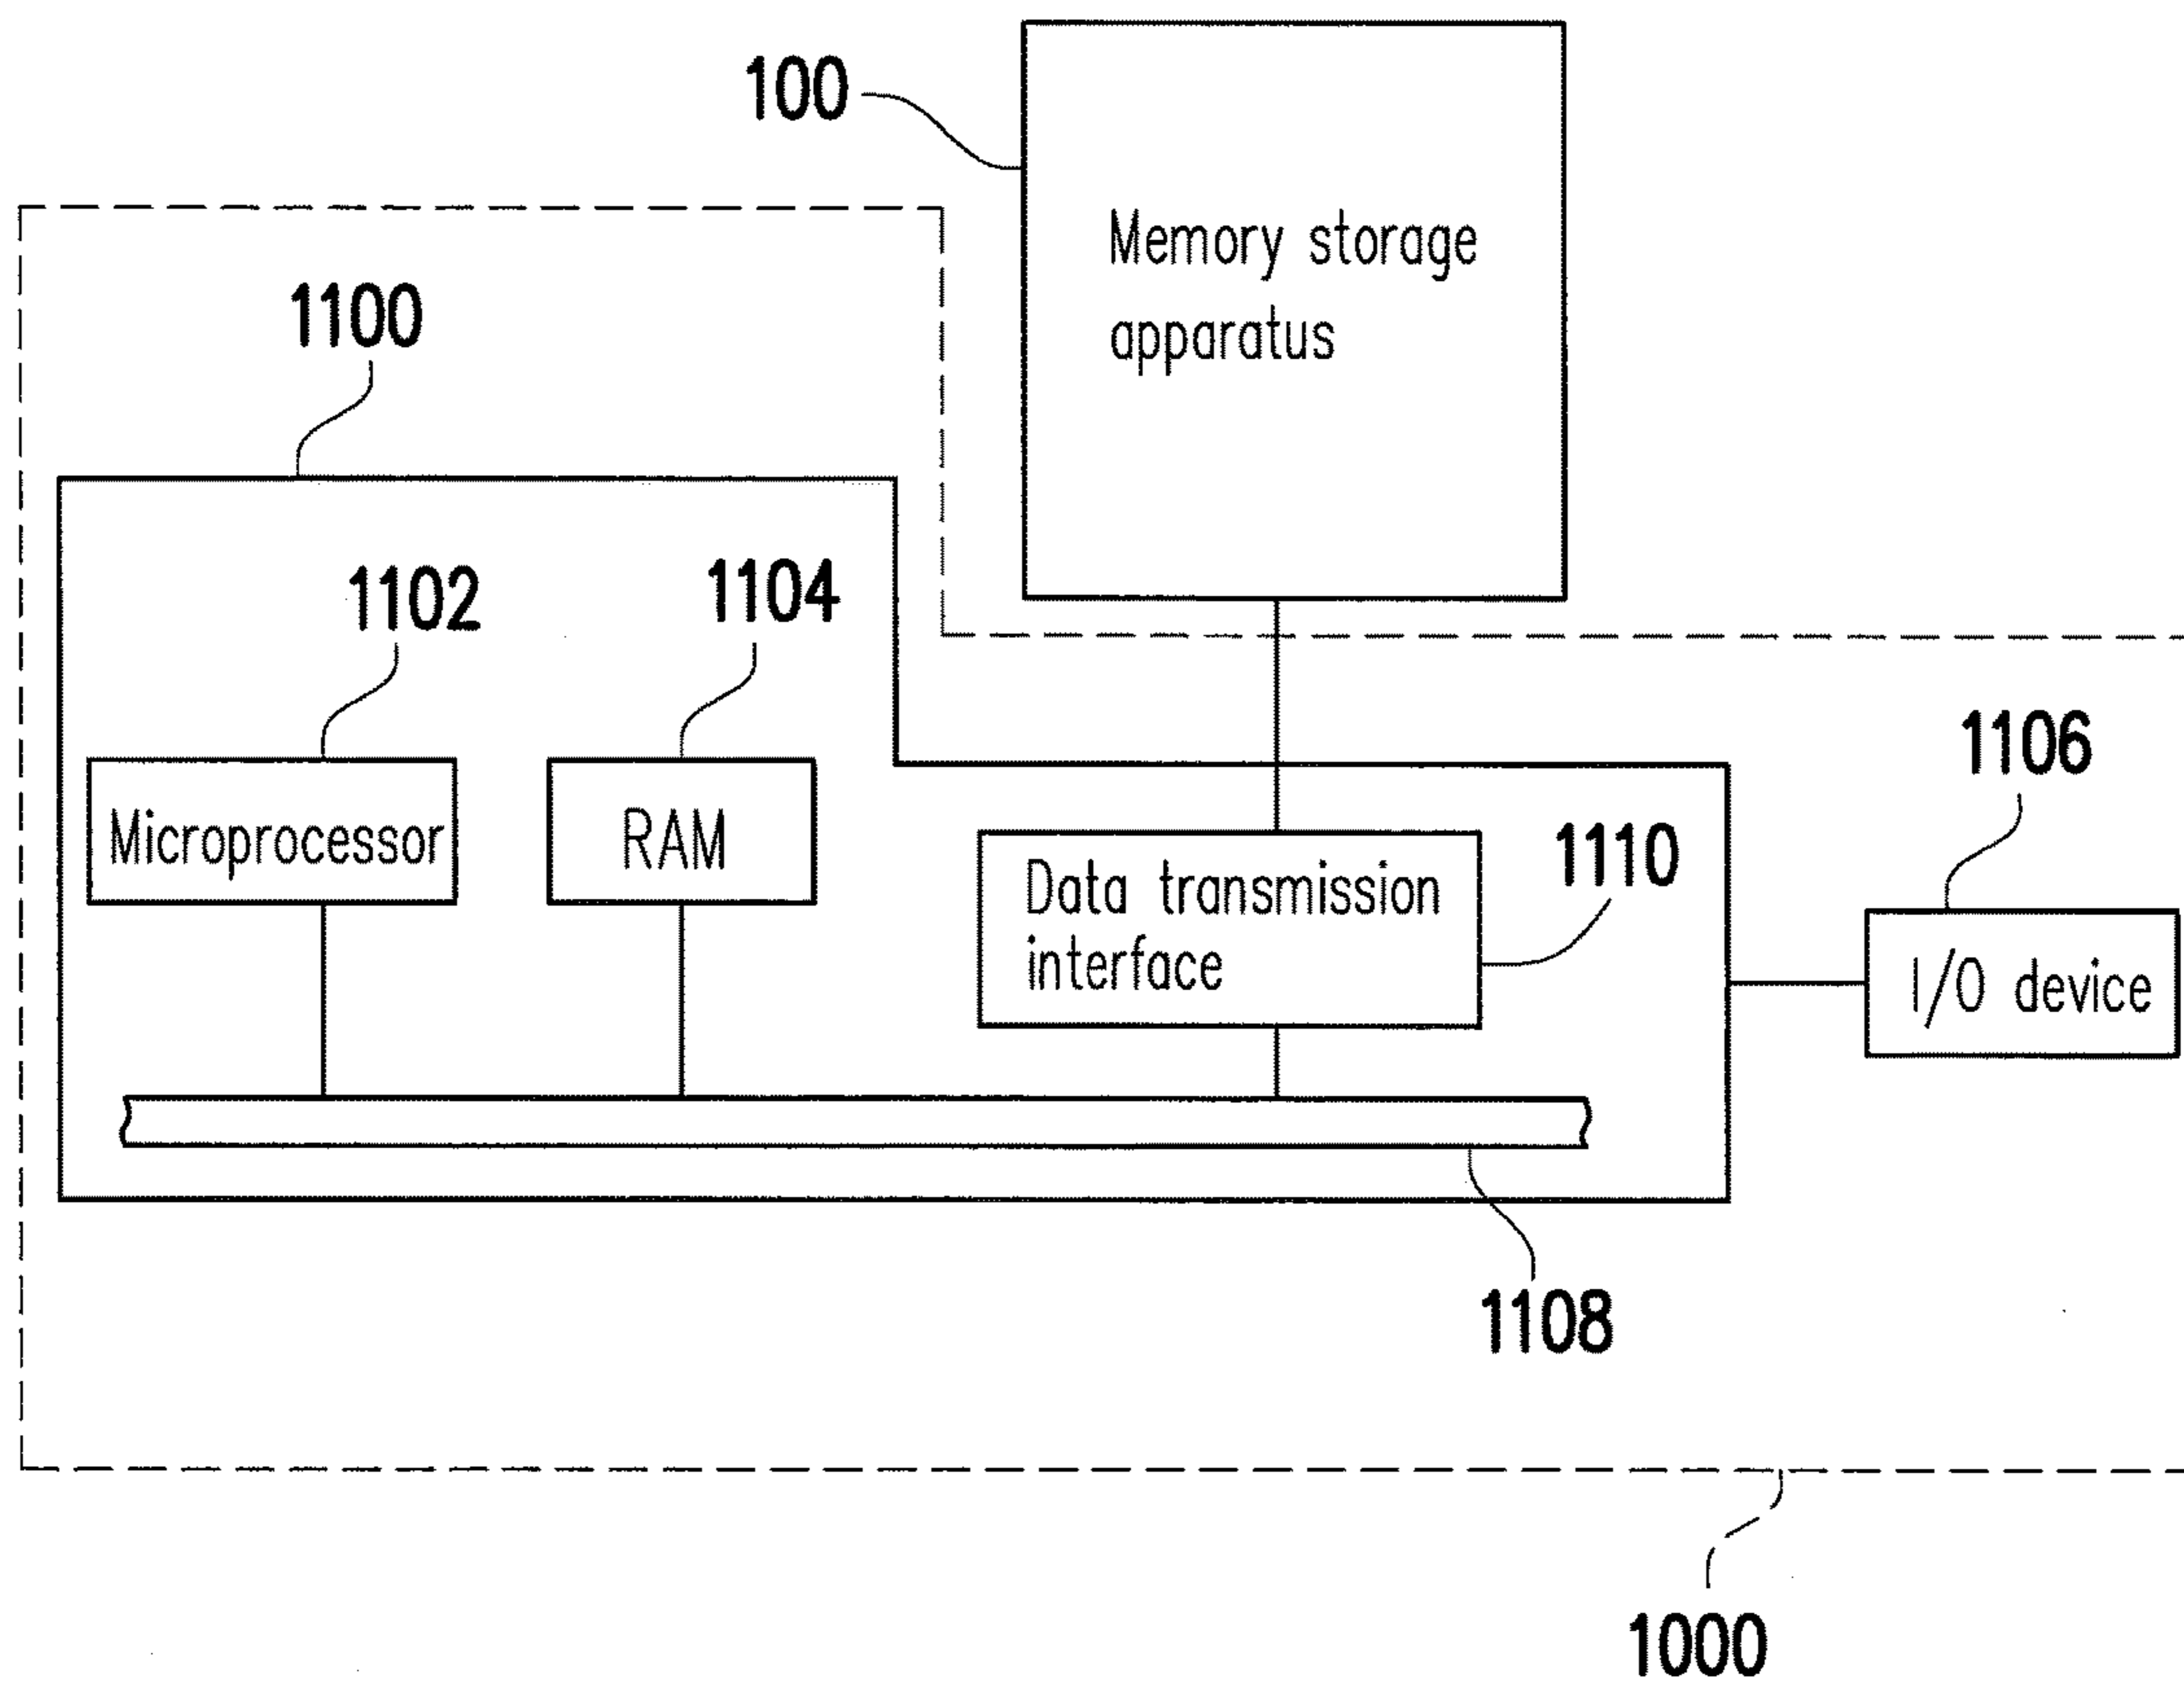 100
Memory storage
apparatus
1100
1102
1104
1106
Microprocessor
RAM
1110
Data transmission
interface
I/O device
1108
1000